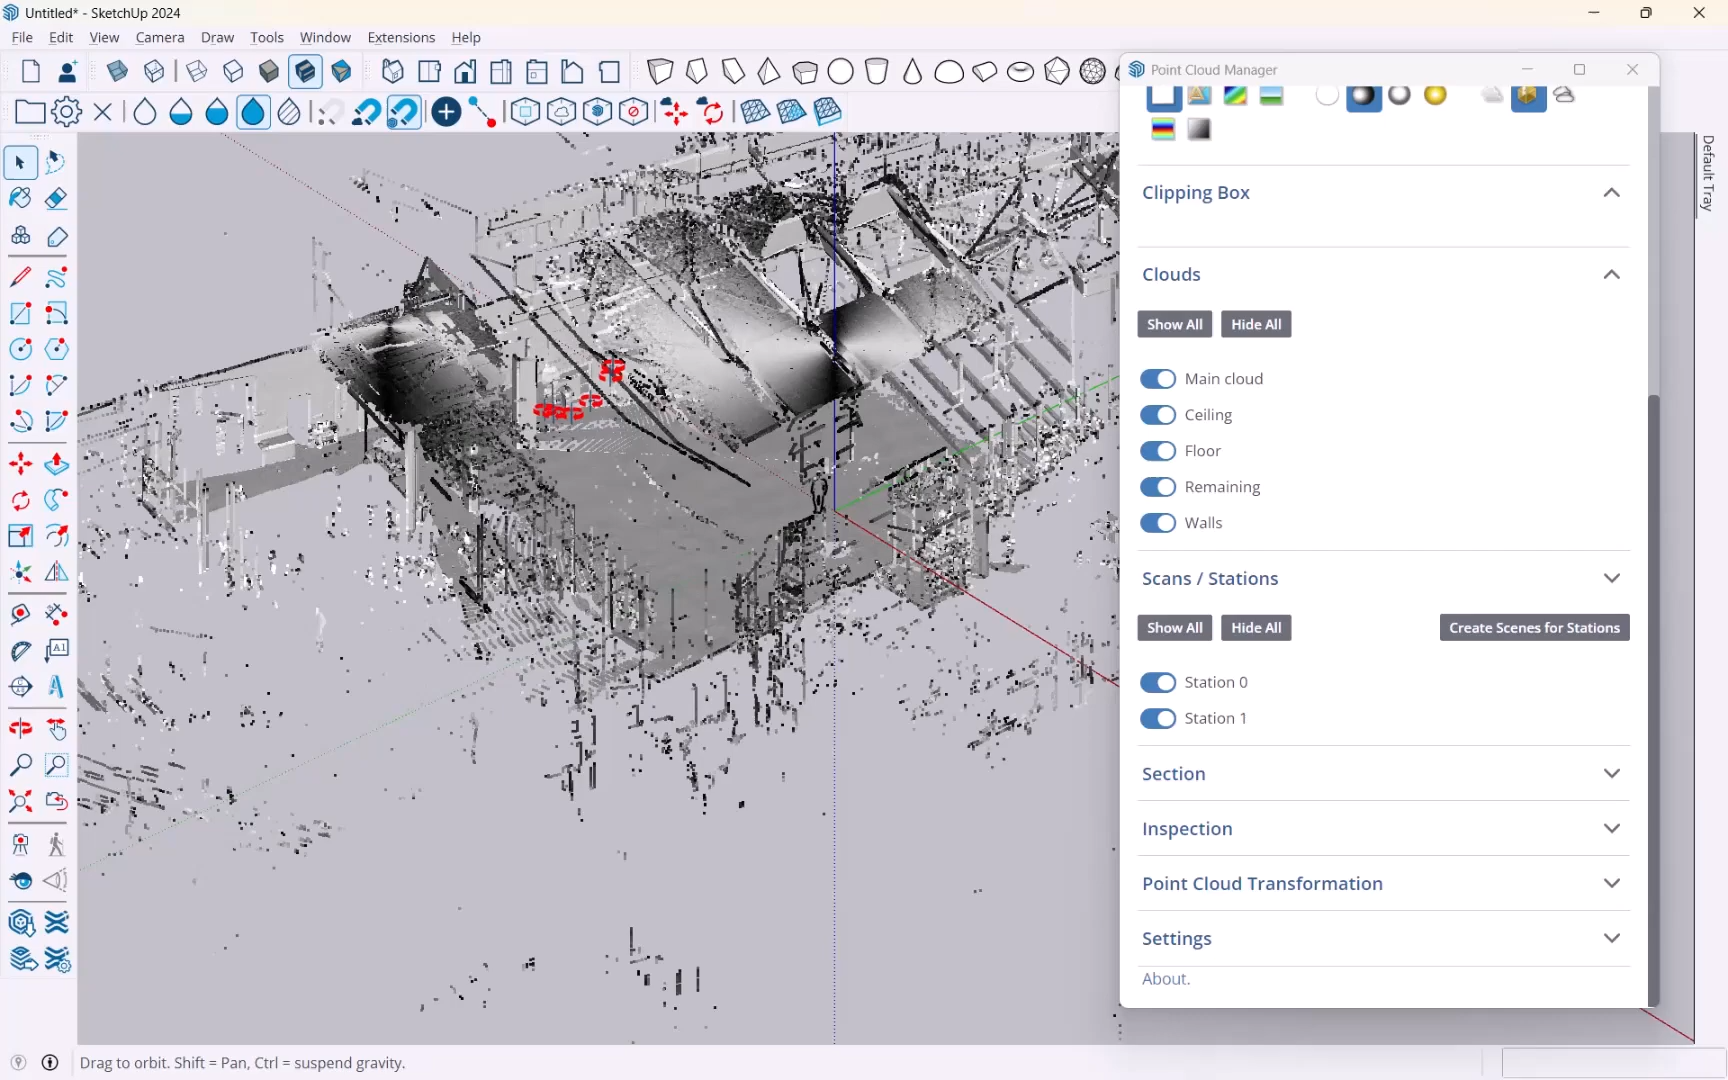 Untitled* - SketchUp 2024
File Edit View Camera Draw Tools Window Extensions Help
Point Cloud Manager
Default Tray
Clipping Box
Clouds
Show All Hide All
Main cloud
Ceiling
Floor
Remaining
Walls
Scans / Stations
Show All Hide All Create Scenes for Stations
Station 0
Station 1
Section
Inspection
Point Cloud Transformation
Settings
About.
Drag to orbit. Shift = Pan, Ctrl = suspend gravity.